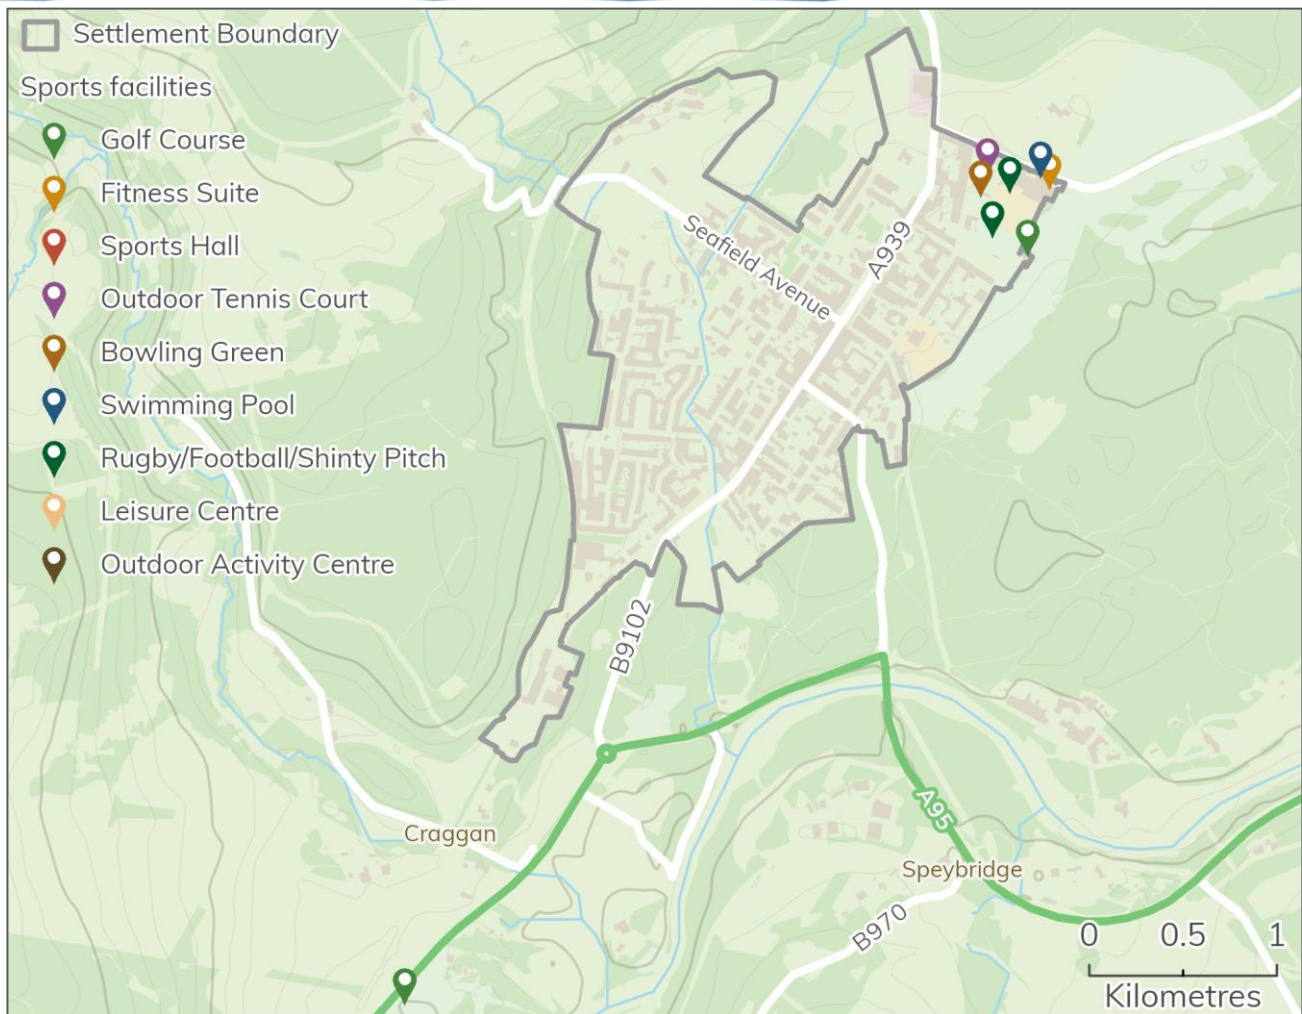 Settlement Boundary
Sports facilities
Golf Course
Fitness Suite
Sports Hall
Outdoor Tennis Court
Bowling Green
Swimming Pool
Rugby/Football/Shinty Pitch
Leisure Centre
Outdoor Activity Centre
Seafield Avenue
A939
B9102
A95
Craggan
Speybridge
B970
0 0.5 1
Kilometres